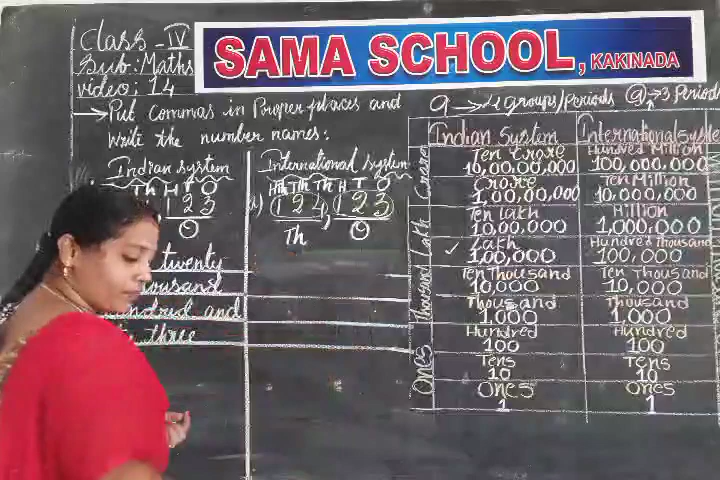 Class - IV
Sub: Maths
video: 14
SAMA SCHOOL, KAKINADA
→ Put commas in Proper places and
Write the number names:
Indian system
Th H T O
1 2 3
O
twenty
thousand
and
three
International system
HTh TTh Th H T O
a) 1 2 4, 1 2 3
Th O
9 → 4 groups/Periods @ → 3 Periods
Indian System International system
Ten Crore Hundred Million
10,00,00,000 100,000,000
Crore Ten Million
1,00,00,000 10,000,000
Ten lakh Million
10,00,000 1,000,000
✓ Lakh Hundred Thousand
1,00,000 100,000
Ten Thousand Ten Thousand
10,000 10,000
Thousand Thousand
1,000 1,000
Hundred Hundred
100 100
Tens Tens
10 10
Ones Ones
1 1
Crore
Lakh
Thousand
Ones